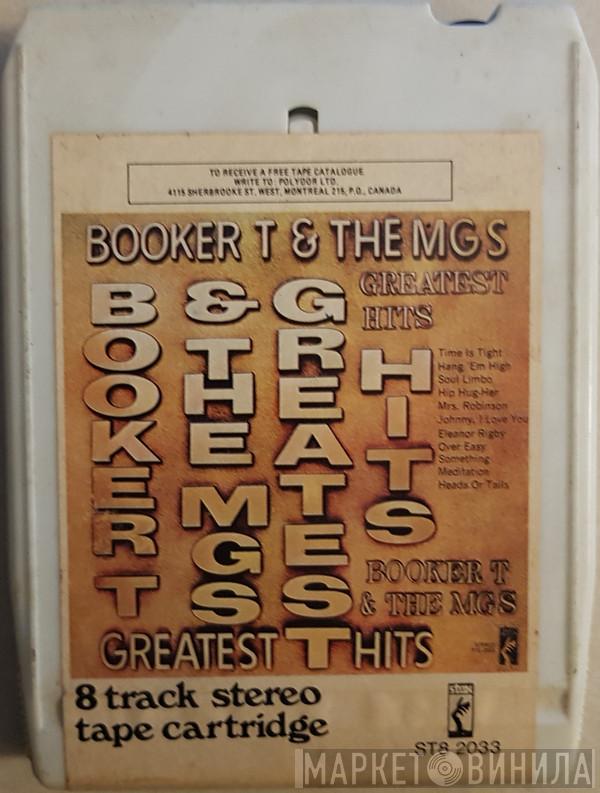 TO RECEIVE A FREE TAPE CATALOGUE
WRITE TO: POLYDOR LTD.
4115 SHERBROOKE ST. WEST, MONTREAL 215, P.Q., CANADA
BOOKER T & THE MGS
BOOKER T
& THE MGS
GREATEST
HITS
GREATEST
HITS
Time Is Tight
Hang 'Em High
Soul Limbo
Hip Hug-Her
Mrs. Robinson
Johnny, I Love You
Eleanor Rigby
Over Easy
Something
Meditation
Heads Or Tails
BOOKER T
& THE MGS
GREATEST HITS
8 track stereo
tape cartridge
stax
ST8 2033
МАРКЕТ ВИНИЛА